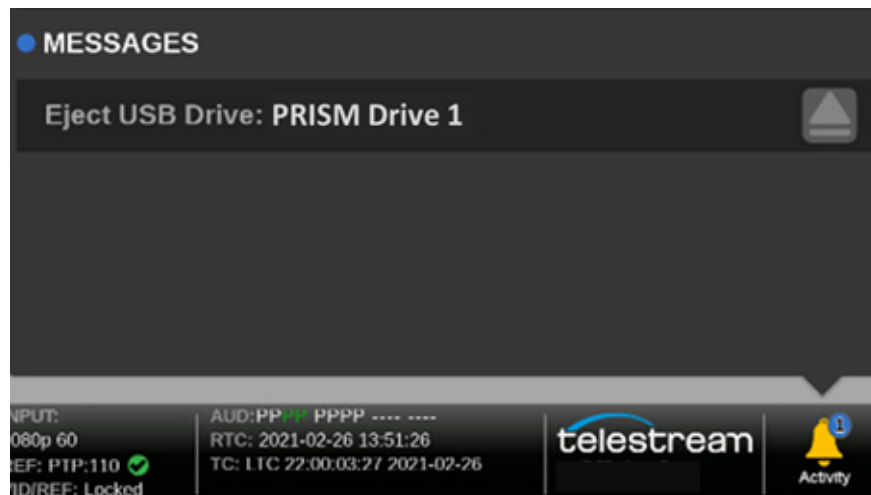 MESSAGES
Eject USB Drive: PRISM Drive 1
NPUT:
080p 60
EF: PTP:110
ID/REF: Locked
AUD:PPPP PPPP ---- ----
RTC: 2021-02-26 13:51:26
TC: LTC 22:00:03:27 2021-02-26
telestream
1
Activity